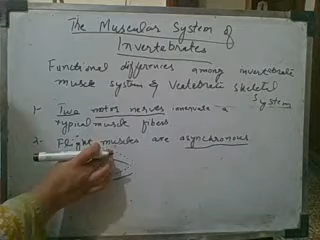 The Muscular System of
Invertebrates
Functional differencies among invertebrate
muscle system & Vertebrate Skeletal
System
1- Two motor nerves innervate a
typical muscle fibers
2- Flight muscles are asynchronous